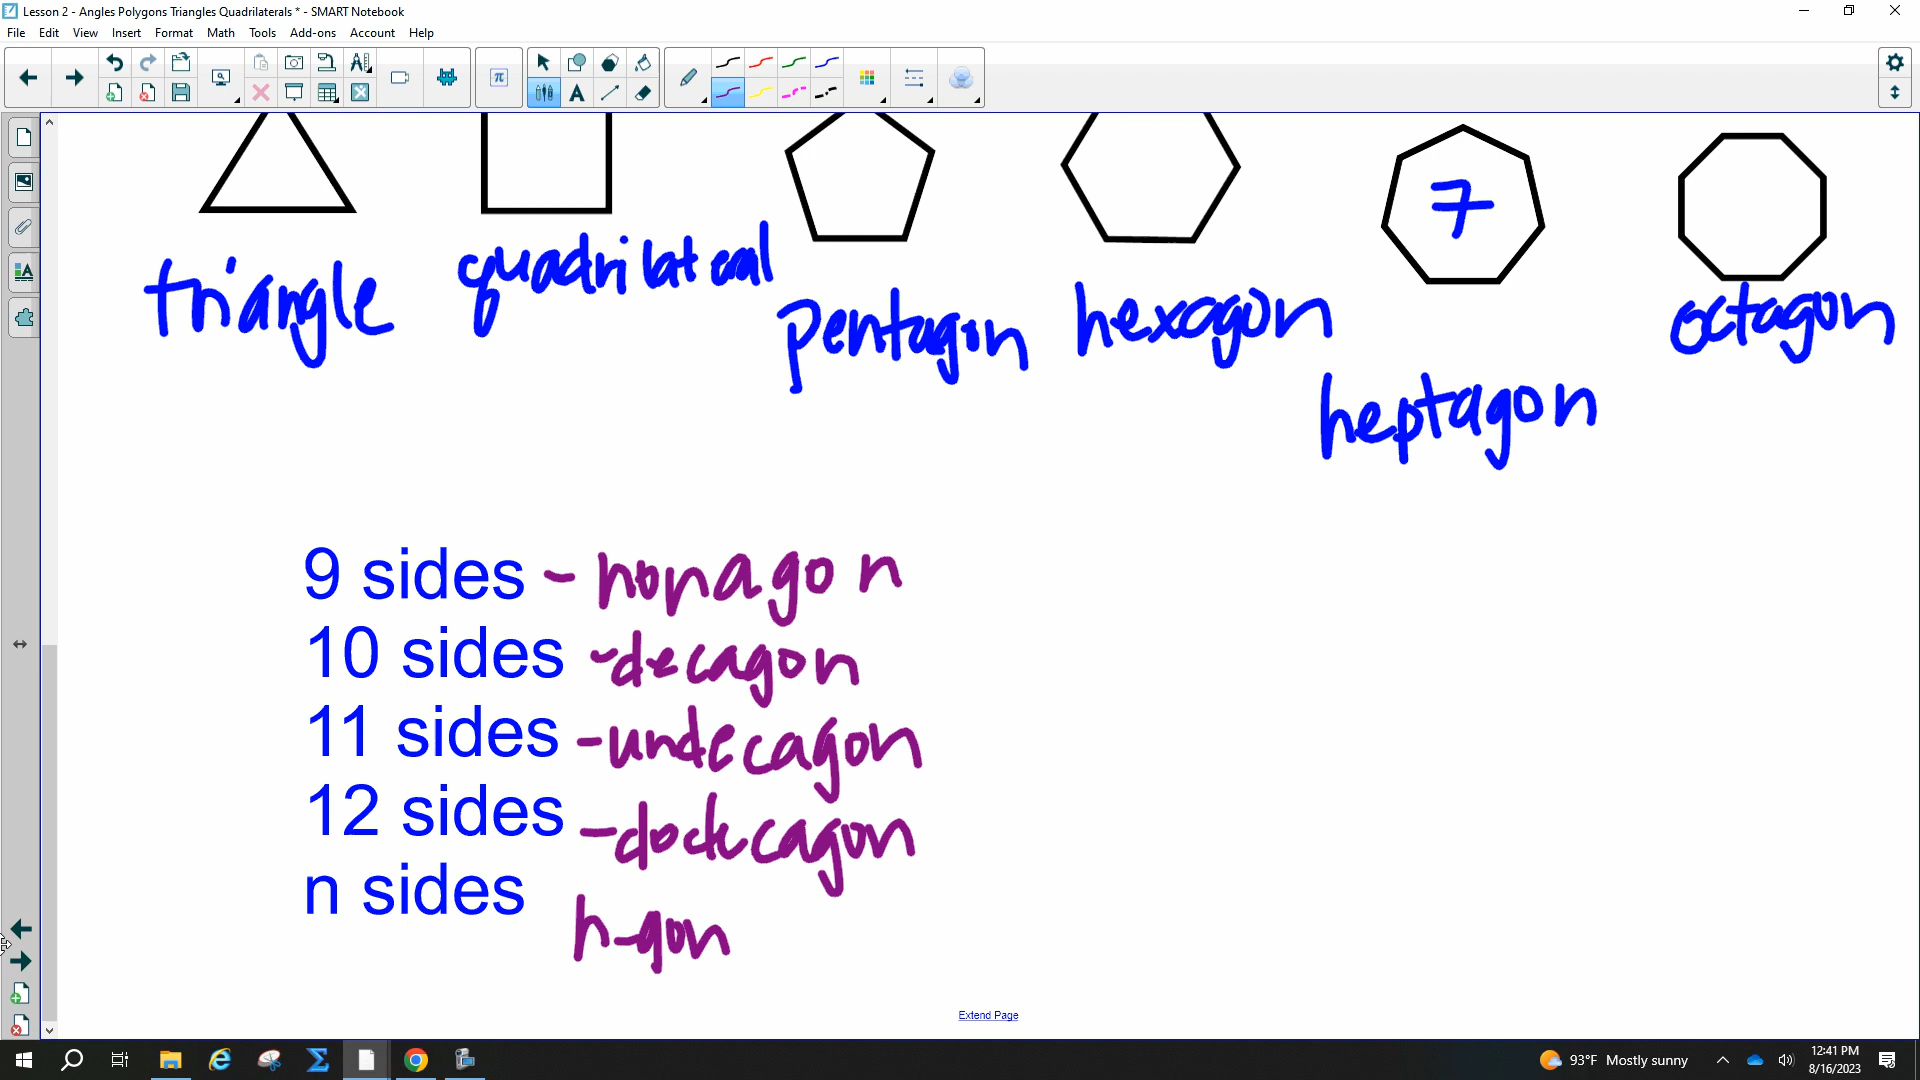 Lesson 2 - Angles Polygons Triangles Quadrilaterals * - SMART Notebook
File Edit View Insert Format Math Tools Add-ons Account Help
7
triangle quadrilateral pentagon hexagon octagon
heptagon
9 sides - nonagon
10 sides - decagon
11 sides - undecagon
12 sides - dodecagon
n sides
n-gon
Extend Page
93°F Mostly sunny
12:41 PM
8/16/2023